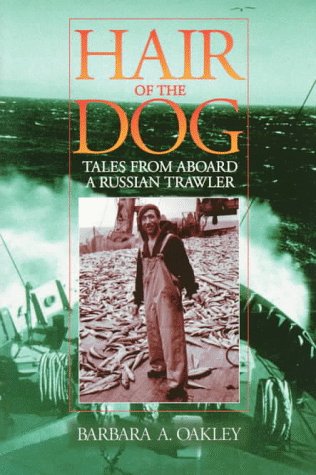 HAIR
OF THE
DOG
TALES FROM ABOARD
A RUSSIAN TRAWLER
BARBARA A. OAKLEY